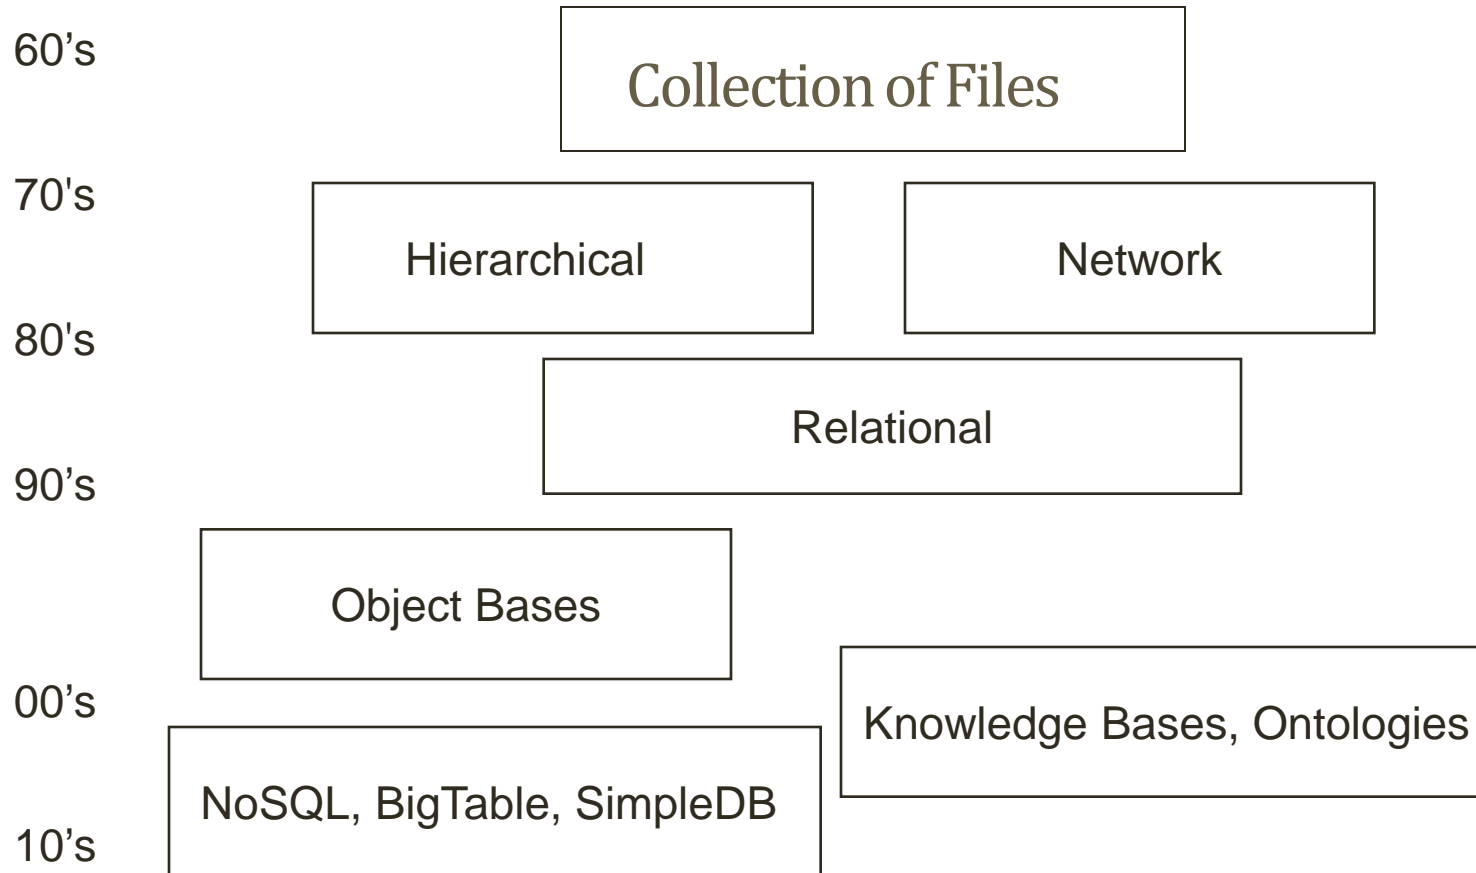 60’s
Collection of Files
70's
Hierarchical
Network
80's
Relational
90’s
Object Bases
00’s
Knowledge Bases, Ontologies
NoSQL, BigTable, SimpleDB
10’s